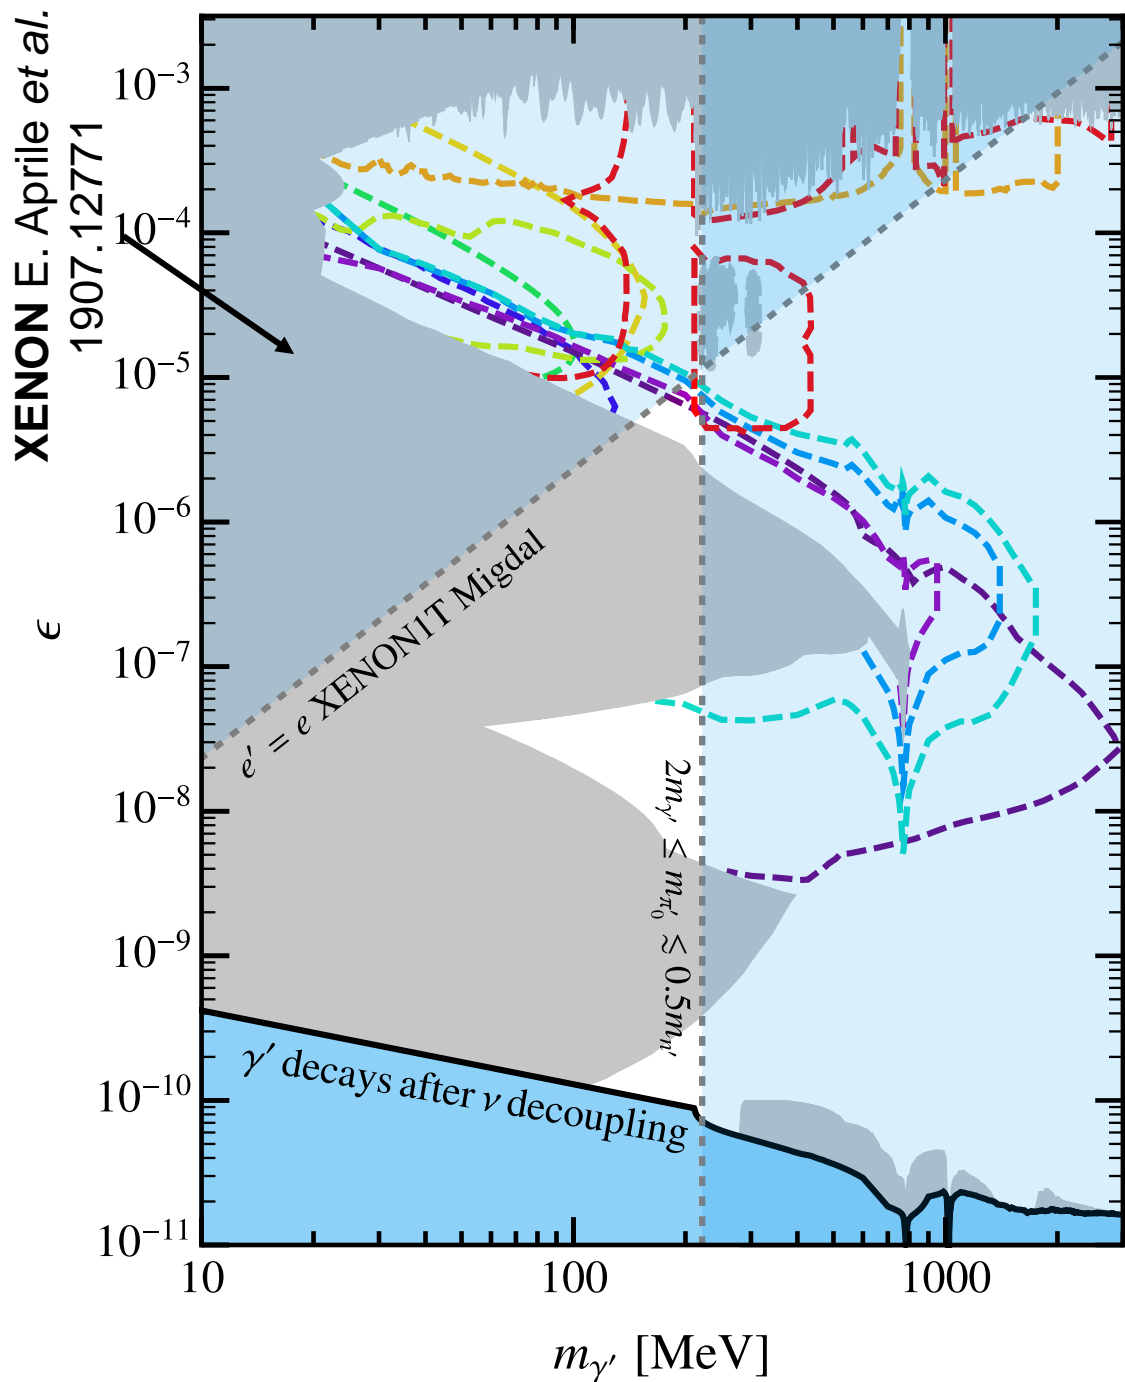 XENON E. Aprile et al.
1907.12771
10⁻³
10⁻⁴
10⁻⁵
10⁻⁶
10⁻⁷
10⁻⁸
10⁻⁹
10⁻¹⁰
10⁻¹¹
ϵ
e′ = e XENON1T Migdal
2m_γ′ ≤ m_π′₀ ≲ 0.5m_n′
γ′ decays after ν decoupling
10
100
1000
m_γ′ [MeV]